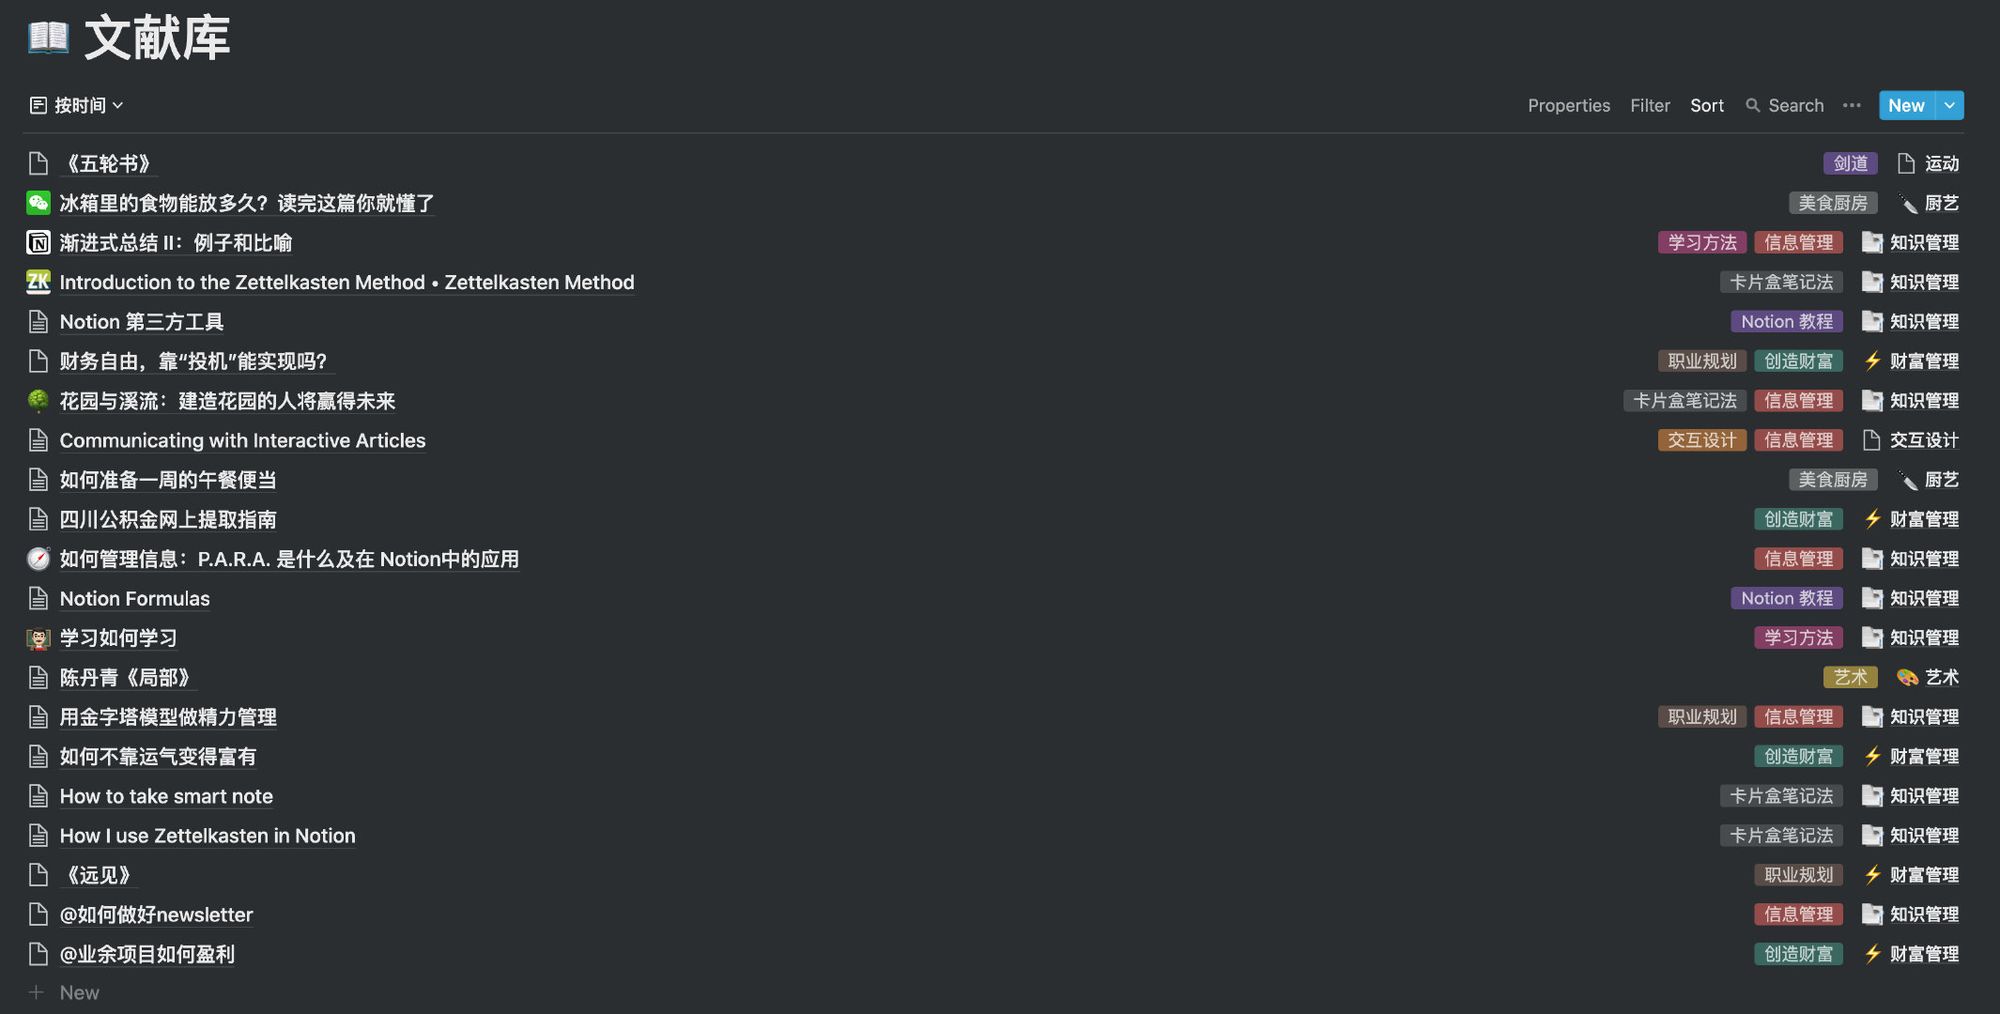 文献库
按时间 Properties Filter Sort Search ··· New
《五轮书》 剑道 运动
冰箱里的食物能放多久？读完这篇你就懂了 美食厨房 厨艺
渐进式总结 II：例子和比喻 学习方法 信息管理 知识管理
ZK Introduction to the Zettelkasten Method • Zettelkasten Method 卡片盒笔记法 知识管理
Notion 第三方工具 Notion 教程 知识管理
财务自由，靠“投机”能实现吗？ 职业规划 创造财富 财富管理
花园与溪流：建造花园的人将赢得未来 卡片盒笔记法 信息管理 知识管理
Communicating with Interactive Articles 交互设计 信息管理 交互设计
如何准备一周的午餐便当 美食厨房 厨艺
四川公积金网上提取指南 创造财富 财富管理
如何管理信息：P.A.R.A. 是什么及在 Notion中的应用 信息管理 知识管理
Notion Formulas Notion 教程 知识管理
学习如何学习 学习方法 知识管理
陈丹青《局部》 艺术 艺术
用金字塔模型做精力管理 职业规划 信息管理 知识管理
如何不靠运气变得富有 创造财富 财富管理
How to take smart note 卡片盒笔记法 知识管理
How I use Zettelkasten in Notion 卡片盒笔记法 知识管理
《远见》 职业规划 财富管理
@如何做好newsletter 信息管理 知识管理
@业余项目如何盈利 创造财富 财富管理
+ New